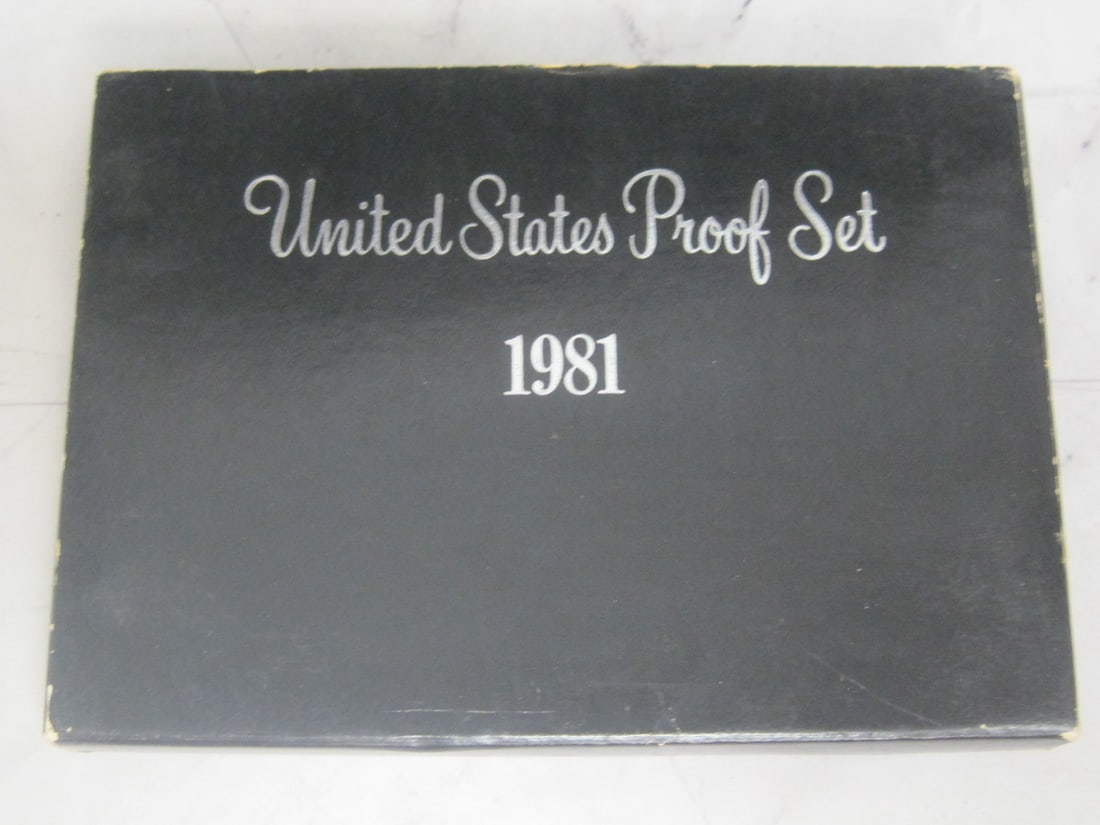 United States Proof Set
1981